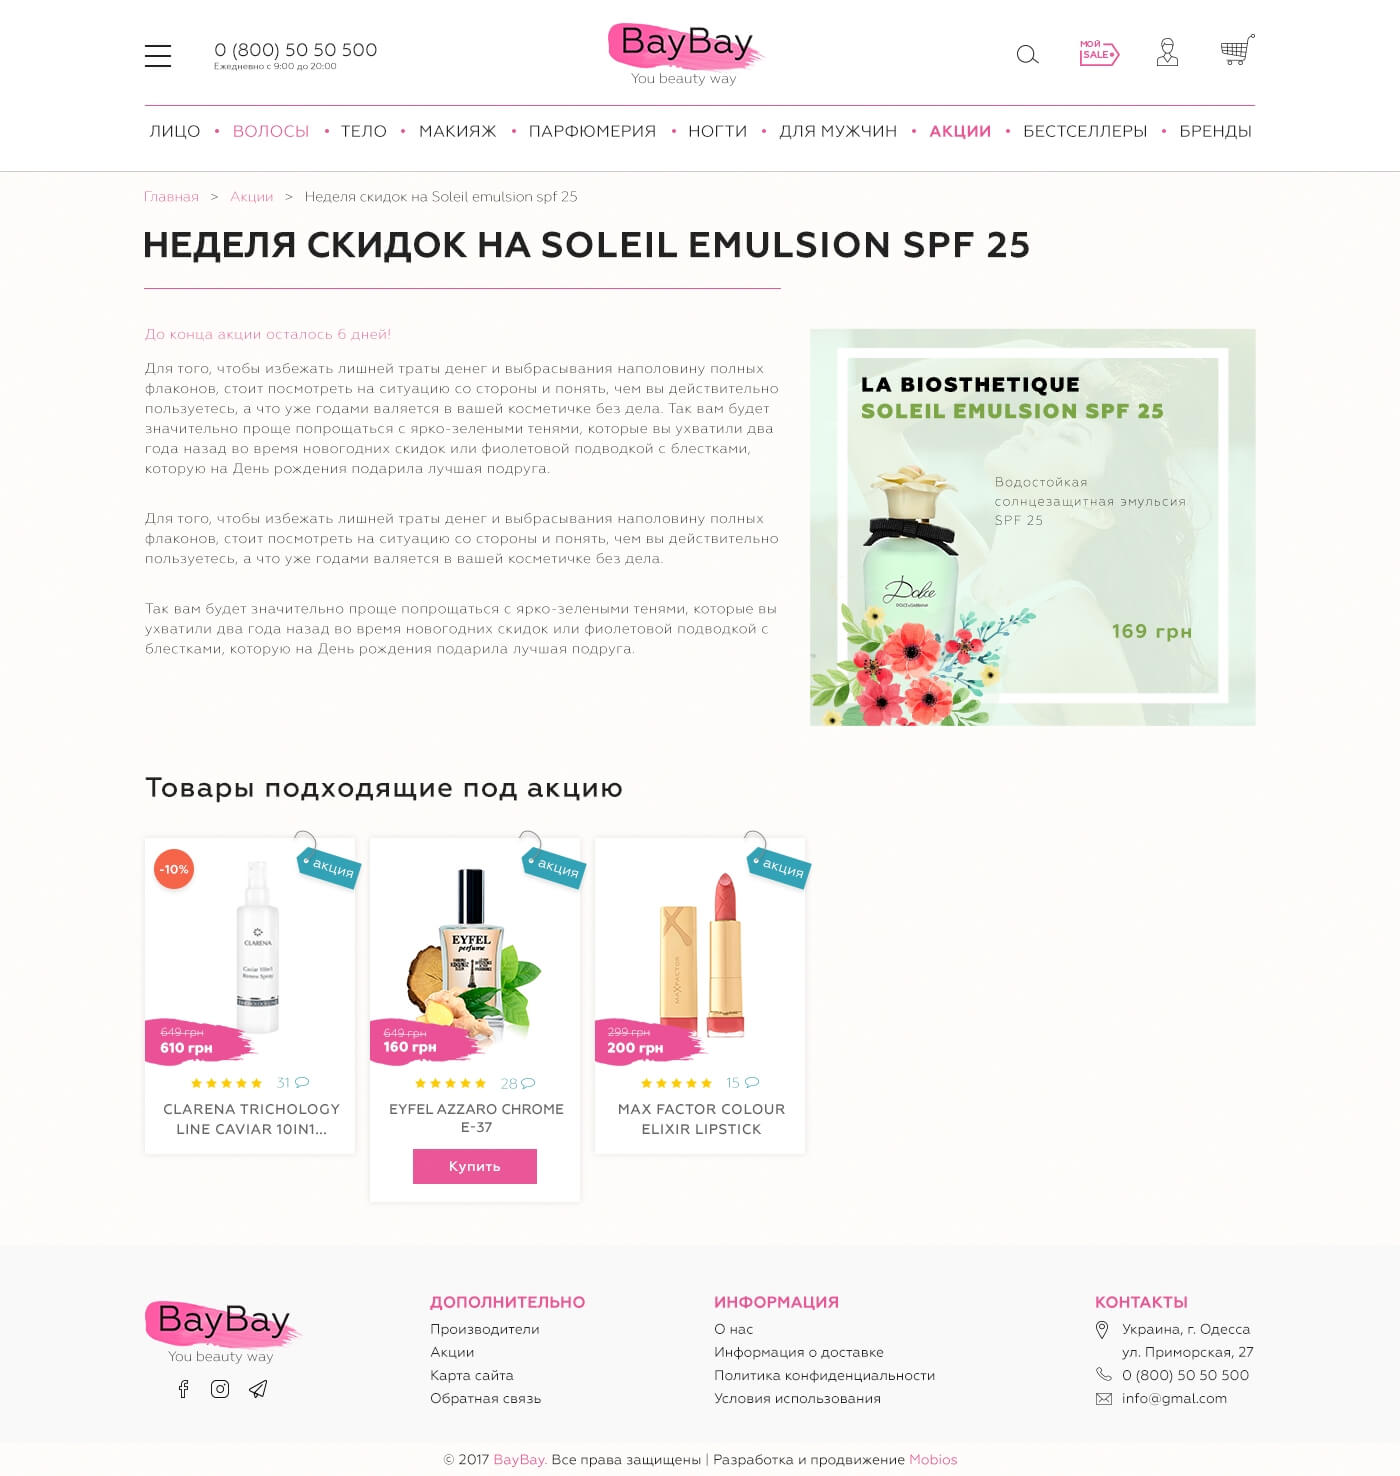 0 (800) 50 50 500
Ежедневно с 9:00 до 20:00
BayBay
You beauty way
МОЙ
SALE
ЛИЦО • ВОЛОСЫ • ТЕЛО • МАКИЯЖ • ПАРФЮМЕРИЯ • НОГТИ • ДЛЯ МУЖЧИН • АКЦИИ • БЕСТСЕЛЛЕРЫ • БРЕНДЫ
Главная > Акции > Неделя скидок на Soleil emulsion spf 25
НЕДЕЛЯ СКИДОК НА SOLEIL EMULSION SPF 25
До конца акции осталось 6 дней!
Для того, чтобы избежать лишней траты денег и выбрасывания наполовину полных
флаконов, стоит посмотреть на ситуацию со стороны и понять, чем вы действительно
пользуетесь, а что уже годами валяется в вашей косметичке без дела. Так вам будет
значительно проще попрощаться с ярко-зелеными тенями, которые вы ухватили два
года назад во время новогодних скидок или фиолетовой подводкой с блестками,
которую на День рождения подарила лучшая подруга.
Для того, чтобы избежать лишней траты денег и выбрасывания наполовину полных
флаконов, стоит посмотреть на ситуацию со стороны и понять, чем вы действительно
пользуетесь, а что уже годами валяется в вашей косметичке без дела.
Так вам будет значительно проще попрощаться с ярко-зелеными тенями, которые вы
ухватили два года назад во время новогодних скидок или фиолетовой подводкой с
блестками, которую на День рождения подарила лучшая подруга.
LA BIOSTHETIQUE
SOLEIL EMULSION SPF 25
Водостойкая
солнцезащитная эмульсия
SPF 25
Dolce
DOLCE&GABBANA
169 грн
Товары подходящие под акцию
-10%
акция
CLARENA
Caviar 10in1
Renew Spray
649 грн
610 грн
31
CLARENA TRICHOLOGY
LINE CAVIAR 10IN1...
акция
EYFEL
perfume
649 грн
160 грн
28
EYFEL AZZARO CHROME
E-37
Купить
акция
MAX FACTOR
299 грн
200 грн
15
MAX FACTOR COLOUR
ELIXIR LIPSTICK
BayBay
You beauty way
ДОПОЛНИТЕЛЬНО
Производители
Акции
Карта сайта
Обратная связь
ИНФОРМАЦИЯ
О нас
Информация о доставке
Политика конфиденциальности
Условия использования
КОНТАКТЫ
Украина, г. Одесса
ул. Приморская, 27
0 (800) 50 50 500
info@gmal.com
© 2017 BayBay. Все права защищены | Разработка и продвижение Mobios